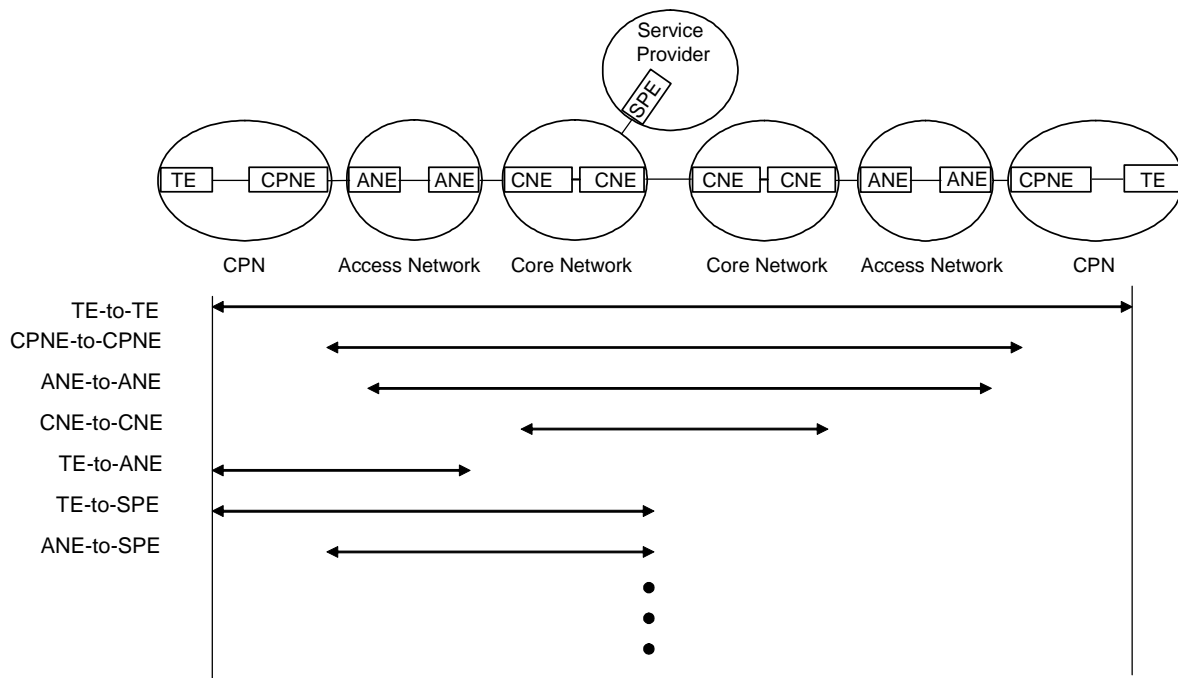 Service
Provider
SPE
TE CPNE ANE ANE CNE CNE CNE CNE ANE ANE CPNE TE
CPN Access Network Core Network Core Network Access Network CPN
TE-to-TE
CPNE-to-CPNE
ANE-to-ANE
CNE-to-CNE
TE-to-ANE
TE-to-SPE
ANE-to-SPE